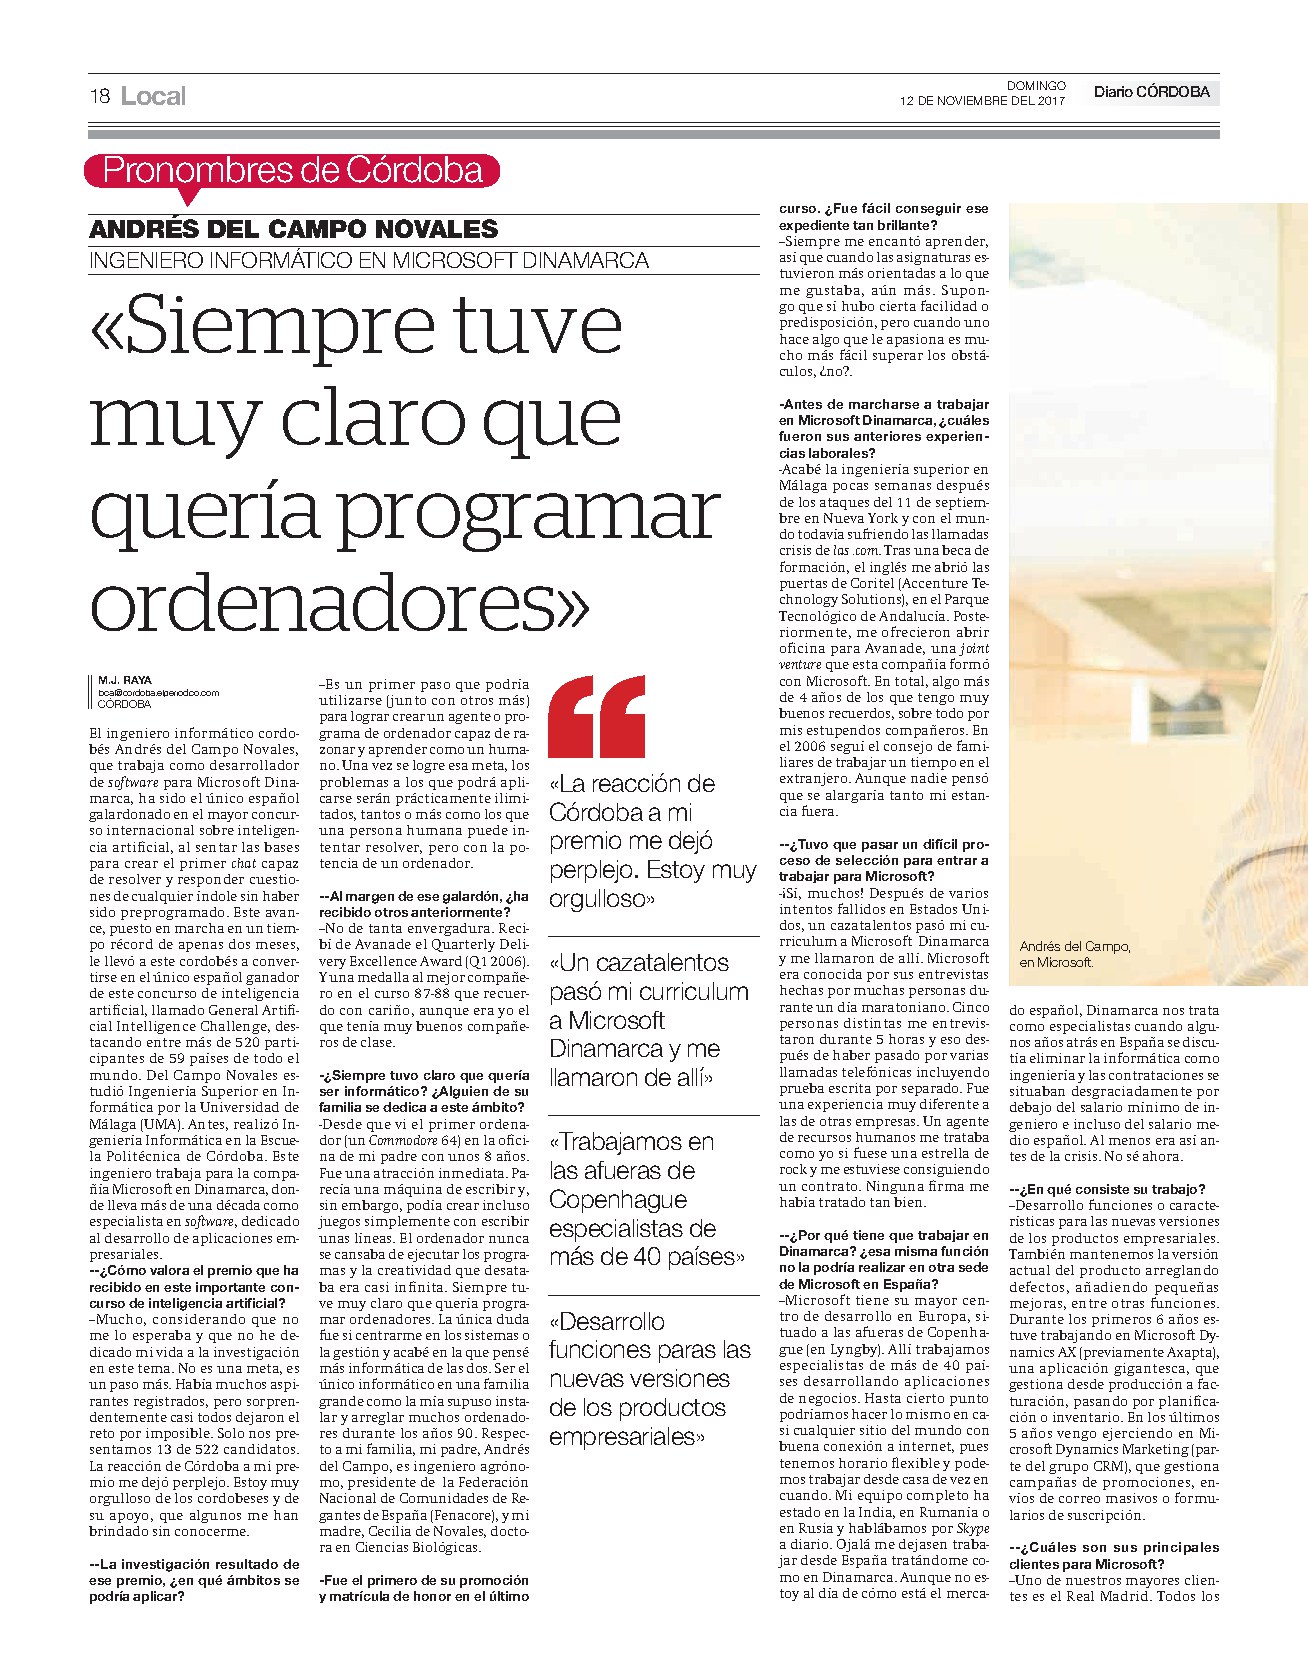 18 Local
DOMINGO
12 DE NOVIEMBRE DEL 2017
Diario CÓRDOBA
Pronombres de Córdoba
ANDRÉS DEL CAMPO NOVALES
INGENIERO INFORMÁTICO EN MICROSOFT DINAMARCA
«Siempre tuve
muy claro que
quería programar
ordenadores»
M.J. RAYA
local@cordoba.elperiodico.com
CÓRDOBA
El ingeniero informático cordo-
bés Andrés del Campo Novales,
que trabaja como desarrollador
de software para Microsoft Dina-
marca, ha sido el único español
galardonado en el mayor concur-
so internacional sobre inteligen-
cia artificial, al sentar las bases
para crear el primer chat capaz
de resolver y responder cuestio-
nes de cualquier índole sin haber
sido preprogramado. Este avan-
ce, puesto en marcha en un tiem-
po récord de apenas dos meses,
le llevó a este cordobés a conver-
tirse en el único español ganador
de este concurso de inteligencia
artificial, llamado General Artifi-
cial Intelligence Challenge, des-
tacando entre más de 520 parti-
cipantes de 59 países de todo el
mundo. Del Campo Novales es-
tudió Ingeniería Superior en In-
formática por la Universidad de
Málaga (UMA). Antes, realizó In-
geniería Informática en la Escue-
la Politécnica de Córdoba. Este
ingeniero trabaja para la compa-
ñía Microsoft en Dinamarca, don-
de lleva más de una década como
especialista en software, dedicado
al desarrollo de aplicaciones em-
presariales.
--¿Cómo valora el premio que ha
recibido en este importante con-
curso de inteligencia artificial?
–Mucho, considerando que no
me lo esperaba y que no he de-
dicado mi vida a la investigación
en este tema. No es una meta, es
un paso más. Había muchos aspi-
rantes registrados, pero sorpren-
dentemente casi todos dejaron el
reto por imposible. Solo nos pre-
sentamos 13 de 522 candidatos.
La reacción de Córdoba a mi pre-
mio me dejó perplejo. Estoy muy
orgulloso de los cordobeses y de
su apoyo, que algunos me han
brindado sin conocerme.
--La investigación resultado de
ese premio, ¿en qué ámbitos se
podría aplicar?
–Es un primer paso que podría
utilizarse (junto con otros más)
para lograr crear un agente o pro-
grama de ordenador capaz de ra-
zonar y aprender como un huma-
no. Una vez se logre esa meta, los
problemas a los que podrá apli-
carse serán prácticamente ilimi-
tados, tantos o más como los que
una persona humana puede in-
tentar resolver, pero con la po-
tencia de un ordenador.
--Al margen de ese galardón, ¿ha
recibido otros anteriormente?
–No de tanta envergadura. Reci-
bí de Avanade el Quarterly Deli-
very Excellence Award (Q1 2006).
Y una medalla al mejor compañe-
ro en el curso 87-88 que recuer-
do con cariño, aunque era yo el
que tenía muy buenos compañe-
ros de clase.
-¿Siempre tuvo claro que quería
ser informático? ¿Alguien de su
familia se dedica a este ámbito?
-Desde que vi el primer ordena-
dor (un Commodore 64) en la ofici-
na de mi padre con unos 8 años.
Fue una atracción inmediata. Pa-
recía una máquina de escribir y,
sin embargo, podía crear incluso
juegos simplemente con escribir
unas líneas. El ordenador nunca
se cansaba de ejecutar los progra-
mas y la creatividad que desata-
ba era casi infinita. Siempre tu-
ve muy claro que quería progra-
mar ordenadores. La única duda
fue si centrarme en los sistemas o
la gestión y acabé en la que pensé
más informática de las dos. Ser el
único informático en una familia
grande como la mía supuso insta-
lar y arreglar muchos ordenado-
res durante los años 90. Respec-
to a mi familia, mi padre, Andrés
del Campo, es ingeniero agróno-
mo, presidente de la Federación
Nacional de Comunidades de Re-
gantes de España (Fenacore), y mi
madre, Cecilia de Novales, docto-
ra en Ciencias Biológicas.
-Fue el primero de su promoción
y matrícula de honor en el último
«La reacción de
Córdoba a mi
premio me dejó
perplejo. Estoy muy
orgulloso»
«Un cazatalentos
pasó mi curriculum
a Microsoft
Dinamarca y me
llamaron de allí»
«Trabajamos en
las afueras de
Copenhague
especialistas de
más de 40 países»
«Desarrollo
funciones paras las
nuevas versiones
de los productos
empresariales»
curso. ¿Fue fácil conseguir ese
expediente tan brillante?
–Siempre me encantó aprender,
así que cuando las asignaturas es-
tuvieron más orientadas a lo que
me gustaba, aún más. Supon-
go que sí hubo cierta facilidad o
predisposición, pero cuando uno
hace algo que le apasiona es mu-
cho más fácil superar los obstá-
culos, ¿no?.
-Antes de marcharse a trabajar
en Microsoft Dinamarca, ¿cuáles
fueron sus anteriores experien-
cias laborales?
-Acabé la ingeniería superior en
Málaga pocas semanas después
de los ataques del 11 de septiem-
bre en Nueva York y con el mun-
do todavía sufriendo las llamadas
crisis de las .com. Tras una beca de
formación, el inglés me abrió las
puertas de Coritel (Accenture Te-
chnology Solutions), en el Parque
Tecnológico de Andalucía. Poste-
riormente, me ofrecieron abrir
oficina para Avanade, una joint
venture que esta compañía formó
con Microsoft. En total, algo más
de 4 años de los que tengo muy
buenos recuerdos, sobre todo por
mis estupendos compañeros. En
el 2006 seguí el consejo de fami-
liares de trabajar un tiempo en el
extranjero. Aunque nadie pensó
que se alargaría tanto mi estan-
cia fuera.
--¿Tuvo que pasar un difícil pro-
ceso de selección para entrar a
trabajar para Microsoft?
-¡Sí, muchos! Después de varios
intentos fallidos en Estados Uni-
dos, un cazatalentos pasó mi cu-
rriculum a Microsoft Dinamarca
y me llamaron de allí. Microsoft
era conocida por sus entrevistas
hechas por muchas personas du-
rante un día maratoniano. Cinco
personas distintas me entrevis-
taron durante 5 horas y eso des-
pués de haber pasado por varias
llamadas telefónicas incluyendo
prueba escrita por separado. Fue
una experiencia muy diferente a
las de otras empresas. Un agente
de recursos humanos me trataba
como yo si fuese una estrella de
rock y me estuviese consiguiendo
un contrato. Ninguna firma me
había tratado tan bien.
--¿Por qué tiene que trabajar en
Dinamarca? ¿esa misma función
no la podría realizar en otra sede
de Microsoft en España?
–Microsoft tiene su mayor cen-
tro de desarrollo en Europa, si-
tuado a las afueras de Copenha-
gue (en Lyngby). Allí trabajamos
especialistas de más de 40 paí-
ses desarrollando aplicaciones
de negocios. Hasta cierto punto
podríamos hacer lo mismo en ca-
si cualquier sitio del mundo con
buena conexión a internet, pues
tenemos horario flexible y pode-
mos trabajar desde casa de vez en
cuando. Mi equipo completo ha
estado en la India, en Rumanía o
en Rusia y hablábamos por Skype
a diario. Ojalá me dejasen traba-
jar desde España tratándome co-
mo en Dinamarca. Aunque no es-
toy al día de cómo está el merca-
Andrés del Campo,
en Microsoft.
do español, Dinamarca nos trata
como especialistas cuando algu-
nos años atrás en España se discu-
tía eliminar la informática como
ingeniería y las contrataciones se
situaban desgraciadamente por
debajo del salario mínimo de in-
geniero e incluso del salario me-
dio español. Al menos era así an-
tes de la crisis. No sé ahora.
--¿En qué consiste su trabajo?
–Desarrollo funciones o caracte-
rísticas para las nuevas versiones
de los productos empresariales.
También mantenemos la versión
actual del producto arreglando
defectos, añadiendo pequeñas
mejoras, entre otras funciones.
Durante los primeros 6 años es-
tuve trabajando en Microsoft Dy-
namics AX (previamente Axapta),
una aplicación gigantesca, que
gestiona desde producción a fac-
turación, pasando por planifica-
ción o inventario. En los últimos
5 años vengo ejerciendo en Mi-
crosoft Dynamics Marketing (par-
te del grupo CRM), que gestiona
campañas de promociones, en-
víos de correo masivos o formu-
larios de suscripción.
--¿Cuáles son sus principales
clientes para Microsoft?
–Uno de nuestros mayores clien-
tes es el Real Madrid. Todos los